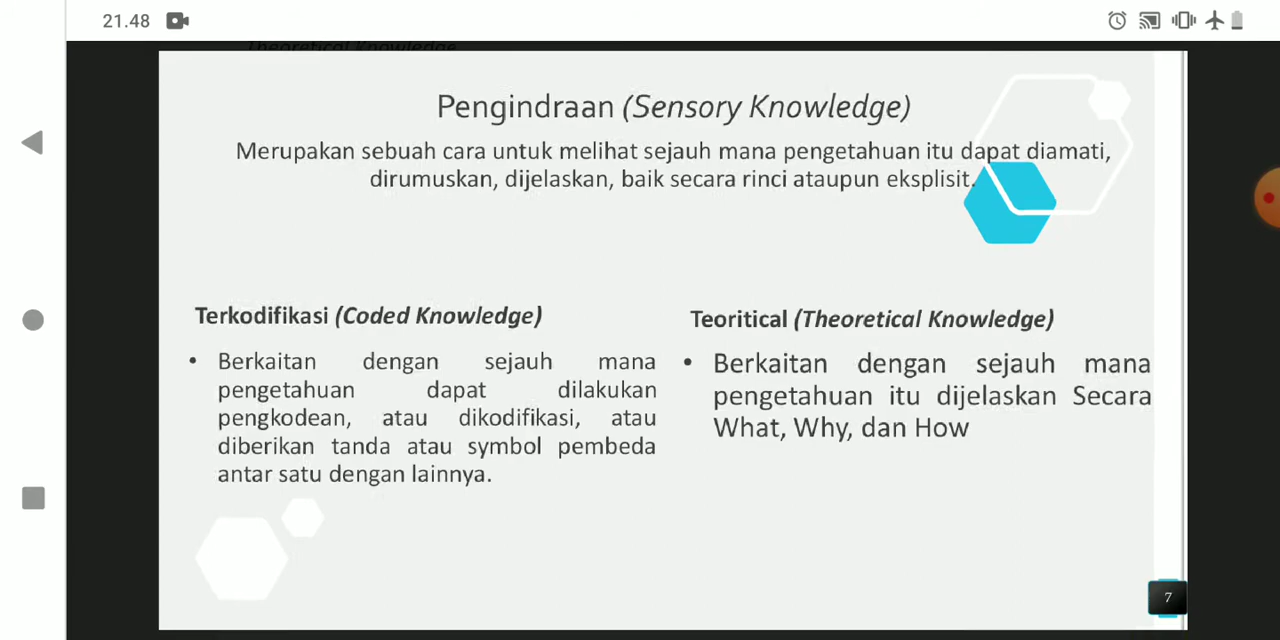 21.48
Theoretical Knowledge
Pengindraan (Sensory Knowledge)
Merupakan sebuah cara untuk melihat sejauh mana pengetahuan itu dapat diamati,
dirumuskan, dijelaskan, baik secara rinci ataupun eksplisit.
Terkodifikasi (Coded Knowledge)
• Berkaitan dengan sejauh mana
pengetahuan dapat dilakukan
pengkodean, atau dikodifikasi, atau
diberikan tanda atau symbol pembeda
antar satu dengan lainnya.
Teoritical (Theoretical Knowledge)
• Berkaitan dengan sejauh mana
pengetahuan itu dijelaskan Secara
What, Why, dan How
7